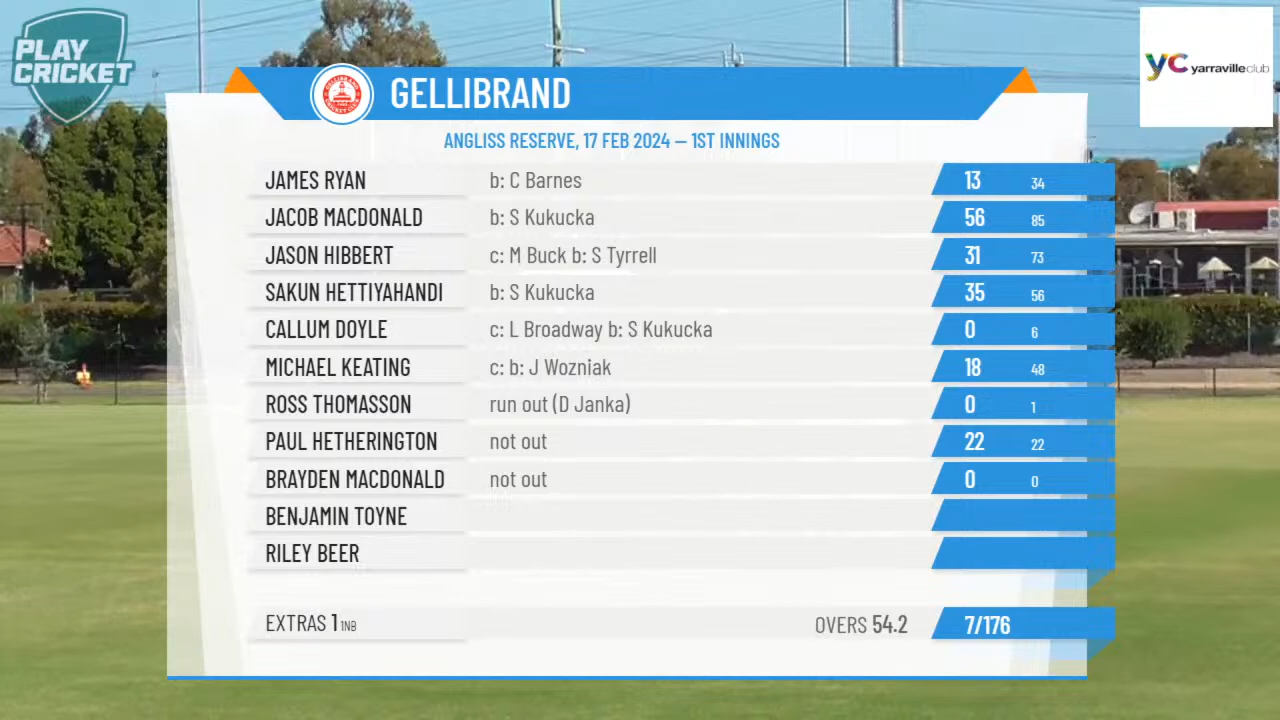 PLAY
CRICKET
yc yarravilleclub
GELLIBRAND
ANGLISS RESERVE, 17 FEB 2024 – 1ST INNINGS
JAMES RYAN b: C Barnes 13 34
JACOB MACDONALD b: S Kukucka 56 85
JASON HIBBERT c: M Buck b: S Tyrrell 31 73
SAKUN HETTIYAHANDI b: S Kukucka 35 56
CALLUM DOYLE c: L Broadway b: S Kukucka 0 6
MICHAEL KEATING c: b: J Wozniak 18 48
ROSS THOMASSON run out (D Janka) 0 1
PAUL HETHERINGTON not out 22 22
BRAYDEN MACDONALD not out 0 0
BENJAMIN TOYNE
RILEY BEER
EXTRAS 1 1NB OVERS 54.2 7/176